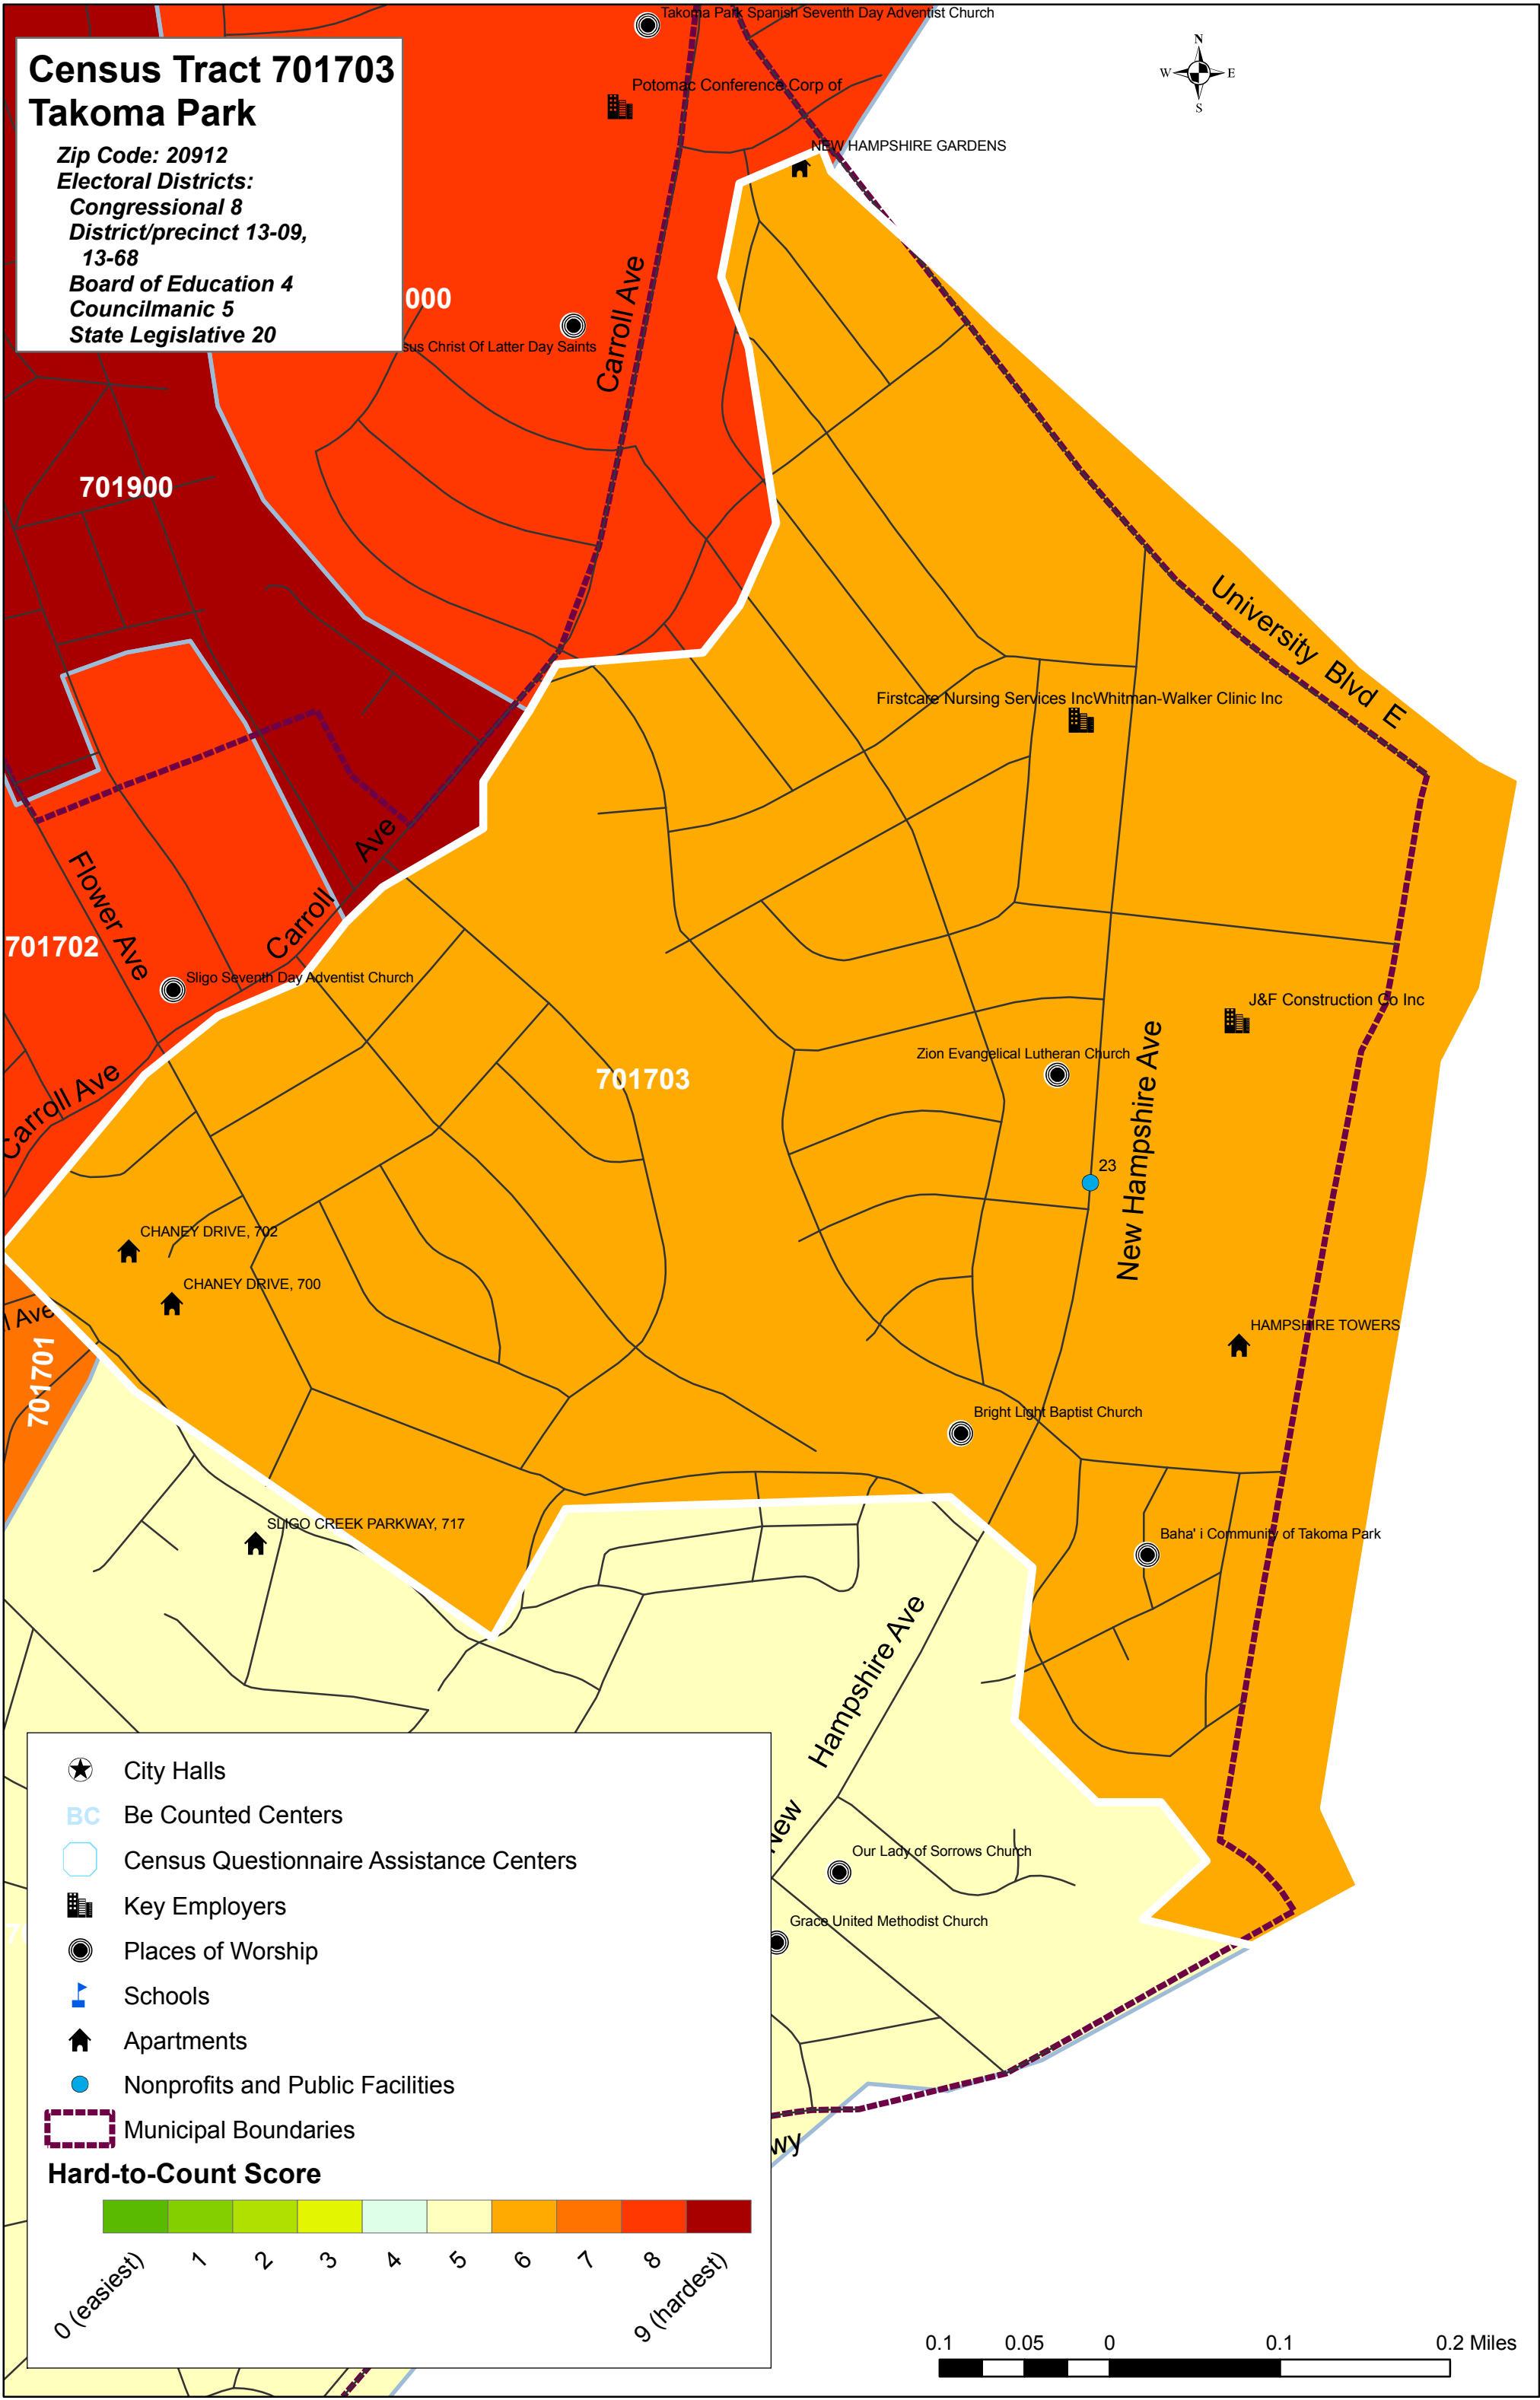 Takoma Park Spanish Seventh Day Adventist Church
N
W E
S
Census Tract 701703
Takoma Park
Zip Code: 20912
Electoral Districts:
Congressional 8
District/precinct 13-09,
13-68
Board of Education 4
Councilmanic 5
State Legislative 20
Potomac Conference Corp of
NEW HAMPSHIRE GARDENS
000
Carroll Ave
sus Christ Of Latter Day Saints
701900
University Blvd E
Firstcare Nursing Services IncWhitman-Walker Clinic Inc
Flower Ave
Carroll Ave
701702
Sligo Seventh Day Adventist Church
J&F Construction Co Inc
Zion Evangelical Lutheran Church
701703
Carroll Ave
New Hampshire Ave
23
CHANEY DRIVE, 702
CHANEY DRIVE, 700
l Ave
701701
HAMPSHIRE TOWERS
Bright Light Baptist Church
SLIGO CREEK PARKWAY, 717
Baha' i Community of Takoma Park
New Hampshire Ave
Our Lady of Sorrows Church
Grace United Methodist Church
70
wy
City Halls
BC Be Counted Centers
Census Questionnaire Assistance Centers
Key Employers
Places of Worship
Schools
Apartments
Nonprofits and Public Facilities
Municipal Boundaries
Hard-to-Count Score
0 (easiest) 1 2 3 4 5 6 7 8 9 (hardest)
0.1 0.05 0 0.1 0.2 Miles